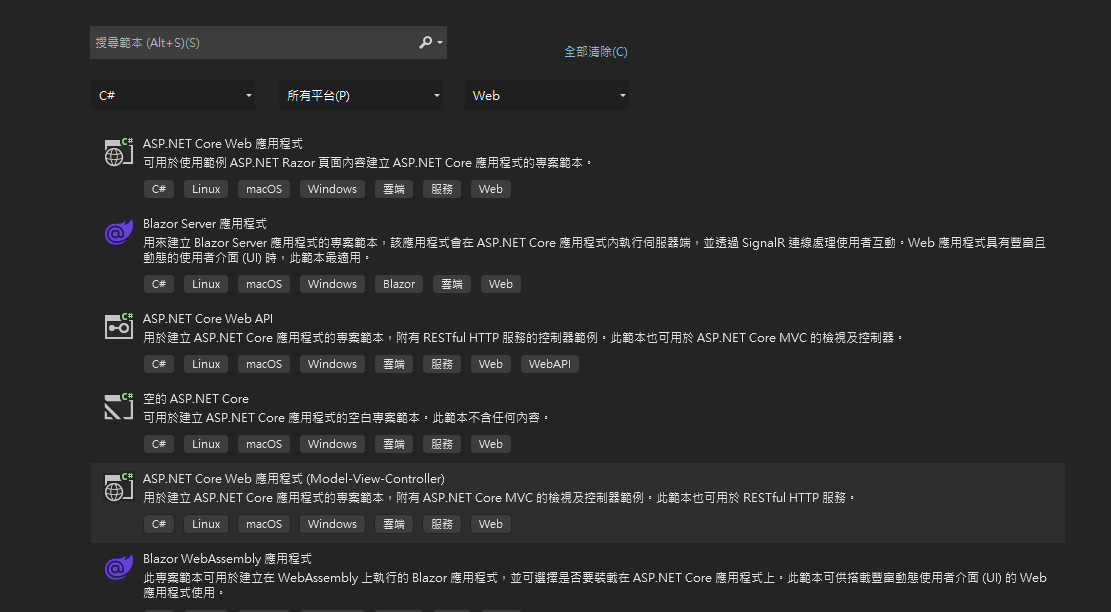 搜尋範本 (Alt+S)(S)
全部清除(C)
C# 所有平台(P) Web
C#
ASP.NET Core Web 應用程式
可用於使用範例 ASP.NET Razor 頁面內容建立 ASP.NET Core 應用程式的專案範本。
C# Linux macOS Windows 雲端 服務 Web
Blazor Server 應用程式
用來建立 Blazor Server 應用程式的專案範本，該應用程式會在 ASP.NET Core 應用程式內執行伺服器端，並透過 SignalR 連線處理使用者互動。Web 應用程式具有豐富且
動態的使用者介面 (UI) 時，此範本最適用。
C# Linux macOS Windows Blazor 雲端 Web
C#
ASP.NET Core Web API
用於建立 ASP.NET Core 應用程式的專案範本，附有 RESTful HTTP 服務的控制器範例。此範本也可用於 ASP.NET Core MVC 的檢視及控制器。
C# Linux macOS Windows 雲端 服務 Web WebAPI
C#
空的 ASP.NET Core
可用於建立 ASP.NET Core 應用程式的空白專案範本。此範本不含任何內容。
C# Linux macOS Windows 雲端 服務 Web
C#
ASP.NET Core Web 應用程式 (Model-View-Controller)
用於建立 ASP.NET Core 應用程式的專案範本，附有 ASP.NET Core MVC 的檢視及控制器範例。此範本也可用於 RESTful HTTP 服務。
C# Linux macOS Windows 雲端 服務 Web
Blazor WebAssembly 應用程式
此專案範本可用於建立在 WebAssembly 上執行的 Blazor 應用程式，並可選擇是否要裝載在 ASP.NET Core 應用程式上。此範本可供搭載豐富動態使用者介面 (UI) 的 Web
應用程式使用。